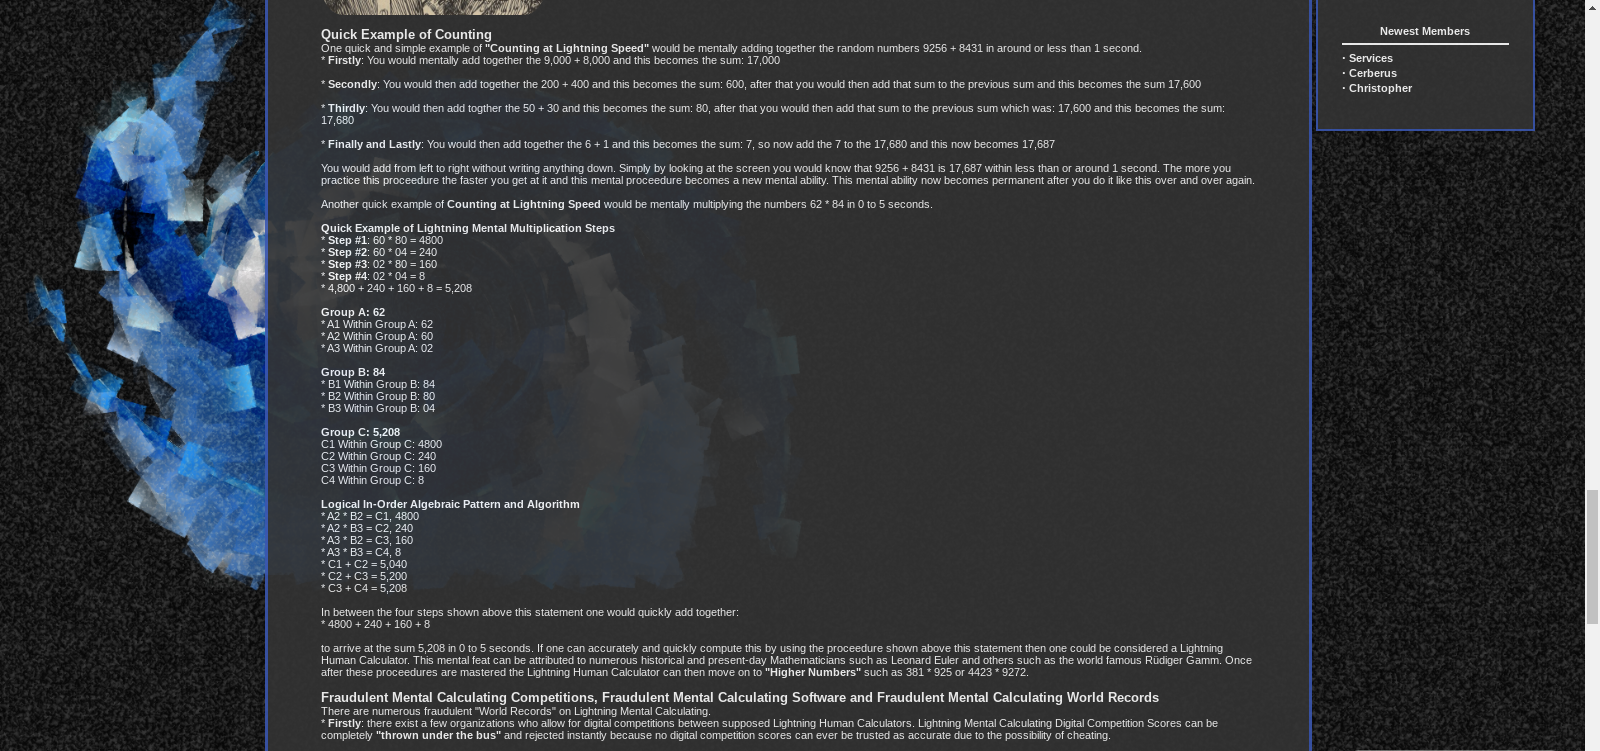 Quick Example of Counting
One quick and simple example of "Counting at Lightning Speed" would be mentally adding together the random numbers 9256 + 8431 in around or less than 1 second.
* Firstly: You would mentally add together the 9,000 + 8,000 and this becomes the sum: 17,000
* Secondly: You would then add together the 200 + 400 and this becomes the sum: 600, after that you would then add that sum to the previous sum and this becomes the sum 17,600
* Thirdly: You would then add togther the 50 + 30 and this becomes the sum: 80, after that you would then add that sum to the previous sum which was: 17,600 and this becomes the sum:
17,680
* Finally and Lastly: You would then add together the 6 + 1 and this becomes the sum: 7, so now add the 7 to the 17,680 and this now becomes 17,687
You would add from left to right without writing anything down. Simply by looking at the screen you would know that 9256 + 8431 is 17,687 within less than or around 1 second. The more you
practice this proceedure the faster you get at it and this mental proceedure becomes a new mental ability. This mental ability now becomes permanent after you do it like this over and over again.
Another quick example of Counting at Lightning Speed would be mentally multiplying the numbers 62 * 84 in 0 to 5 seconds.
Quick Example of Lightning Mental Multiplication Steps
* Step #1: 60 * 80 = 4800
* Step #2: 60 * 04 = 240
* Step #3: 02 * 80 = 160
* Step #4: 02 * 04 = 8
* 4,800 + 240 + 160 + 8 = 5,208
Group A: 62
* A1 Within Group A: 62
* A2 Within Group A: 60
* A3 Within Group A: 02
Group B: 84
* B1 Within Group B: 84
* B2 Within Group B: 80
* B3 Within Group B: 04
Group C: 5,208
C1 Within Group C: 4800
C2 Within Group C: 240
C3 Within Group C: 160
C4 Within Group C: 8
Logical In-Order Algebraic Pattern and Algorithm
* A2 * B2 = C1, 4800
* A2 * B3 = C2, 240
* A3 * B2 = C3, 160
* A3 * B3 = C4, 8
* C1 + C2 = 5,040
* C2 + C3 = 5,200
* C3 + C4 = 5,208
In between the four steps shown above this statement one would quickly add together:
* 4800 + 240 + 160 + 8
to arrive at the sum 5,208 in 0 to 5 seconds. If one can accurately and quickly compute this by using the proceedure shown above this statement then one could be considered a Lightning
Human Calculator. This mental feat can be attributed to numerous historical and present-day Mathematicians such as Leonard Euler and others such as the world famous Rüdiger Gamm. Once
after these proceedures are mastered the Lightning Human Calculator can then move on to "Higher Numbers" such as 381 * 925 or 4423 * 9272.
Fraudulent Mental Calculating Competitions, Fraudulent Mental Calculating Software and Fraudulent Mental Calculating World Records
There are numerous fraudulent "World Records" on Lightning Mental Calculating.
* Firstly: there exist a few organizations who allow for digital competitions between supposed Lightning Human Calculators. Lightning Mental Calculating Digital Competition Scores can be
completely "thrown under the bus" and rejected instantly because no digital competition scores can ever be trusted as accurate due to the possibility of cheating.
Newest Members
· Services
· Cerberus
· Christopher